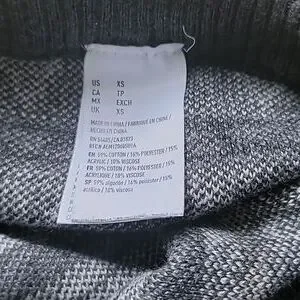 US XS
CA TP
MX EXCH
UK XS
MADE IN CHINA / FABRIQUÉ EN CHINE /
HECHO EN CHINA
EN: 59% COTTON / 16% POLYESTER / 15%
ACRYLIC / 10% VISCOSE
FR: 59% COTON / 16% POLYESTER / 15%
ACRYLIQUE / 10% VISCOSE
SP: 59% algodón / 16% poliéster / 15%
acrílico / 10% viscosa